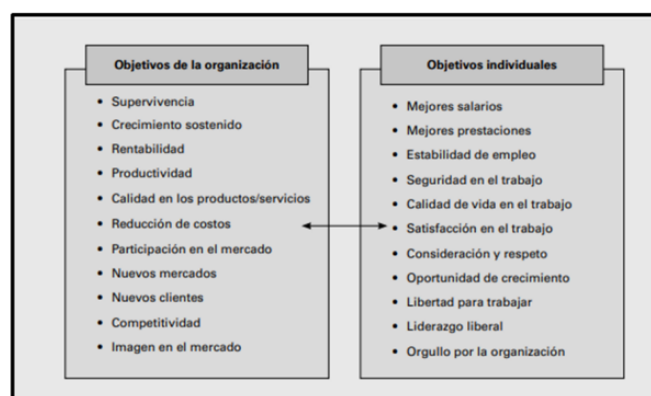 Objetivos de la organización
• Supervivencia
• Crecimiento sostenido
• Rentabilidad
• Productividad
• Calidad en los productos/servicios
• Reducción de costos
• Participación en el mercado
• Nuevos mercados
• Nuevos clientes
• Competitividad
• Imagen en el mercado
Objetivos individuales
• Mejores salarios
• Mejores prestaciones
• Estabilidad de empleo
• Seguridad en el trabajo
• Calidad de vida en el trabajo
• Satisfacción en el trabajo
• Consideración y respeto
• Oportunidad de crecimiento
• Libertad para trabajar
• Liderazgo liberal
• Orgullo por la organización